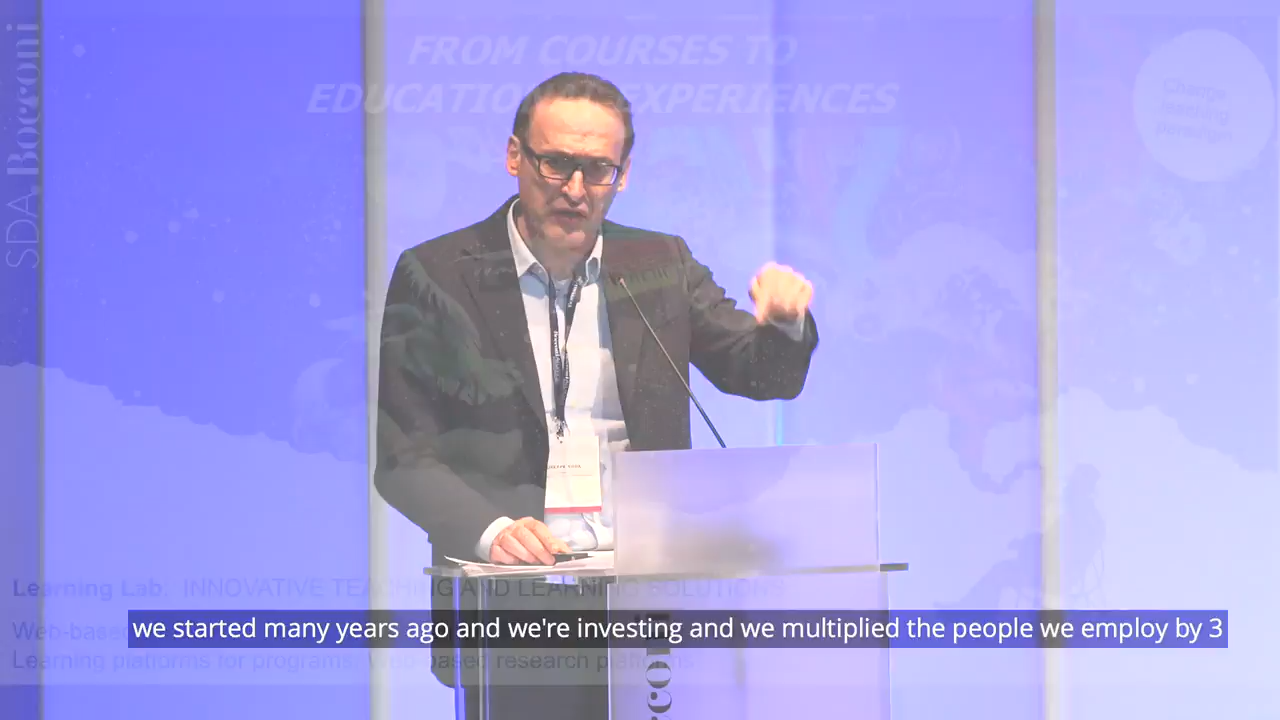 SDA Bocconi
FROM COURSES TO
EDUCATIONAL EXPERIENCES
Change
learning
paradigm
Learning Lab. INNOVATIVE TEACHING AND LEARNING SOLUTIONS
Web-based
we started many years ago and we're investing and we multiplied the people we employ by 3
Learning platforms for programs. Web-based research platforms